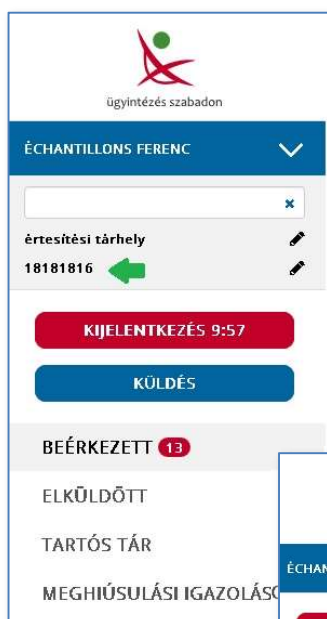 ügyintézés szabadon
ÉCHANTILLONS FERENC
értesítési tárhely
18181816
KIJELENTKEZÉS 9:57
KÜLDÉS
BEÉRKEZETT 13
ELKÜLDÖTT
TARTÓS TÁR
MEGHIÚSULÁSI IGAZOLÁS
ÉCHAN